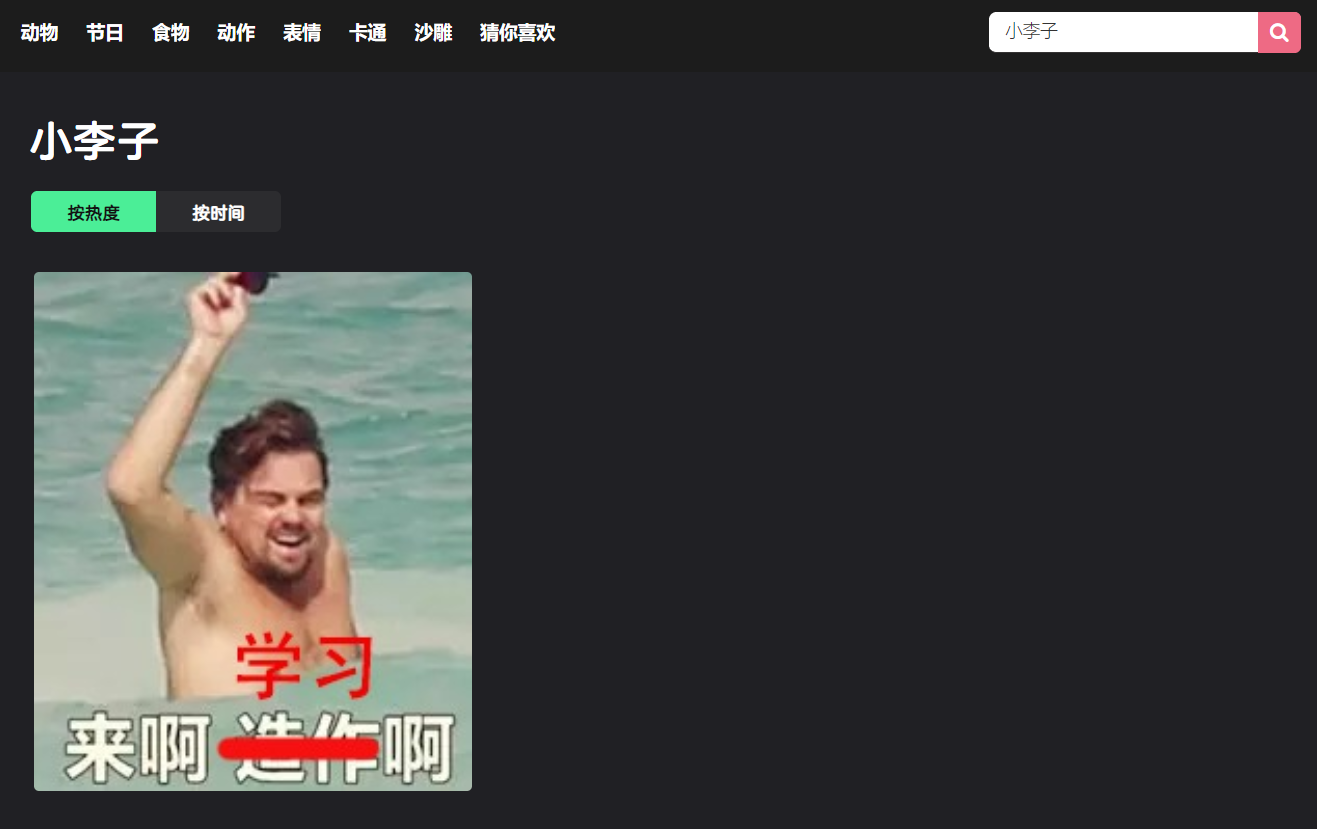 动物 节日 食物 动作 表情 卡通 沙雕 猜你喜欢 小李子
小李子
按热度 按时间
学习
来啊 造作啊